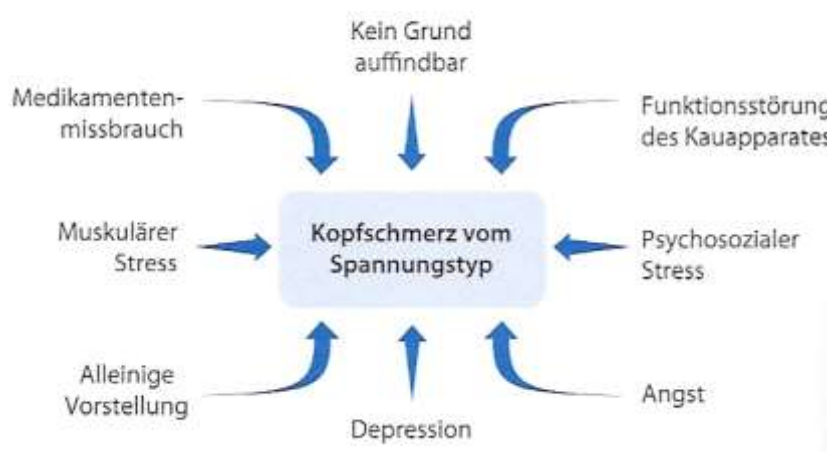 Kein Grund
auffindbar
Medikamenten-
missbrauch
Funktionsstörung
des Kauapparates
Muskulärer
Stress
Kopfschmerz vom
Spannungstyp
Psychosozialer
Stress
Alleinige
Vorstellung
Depression
Angst